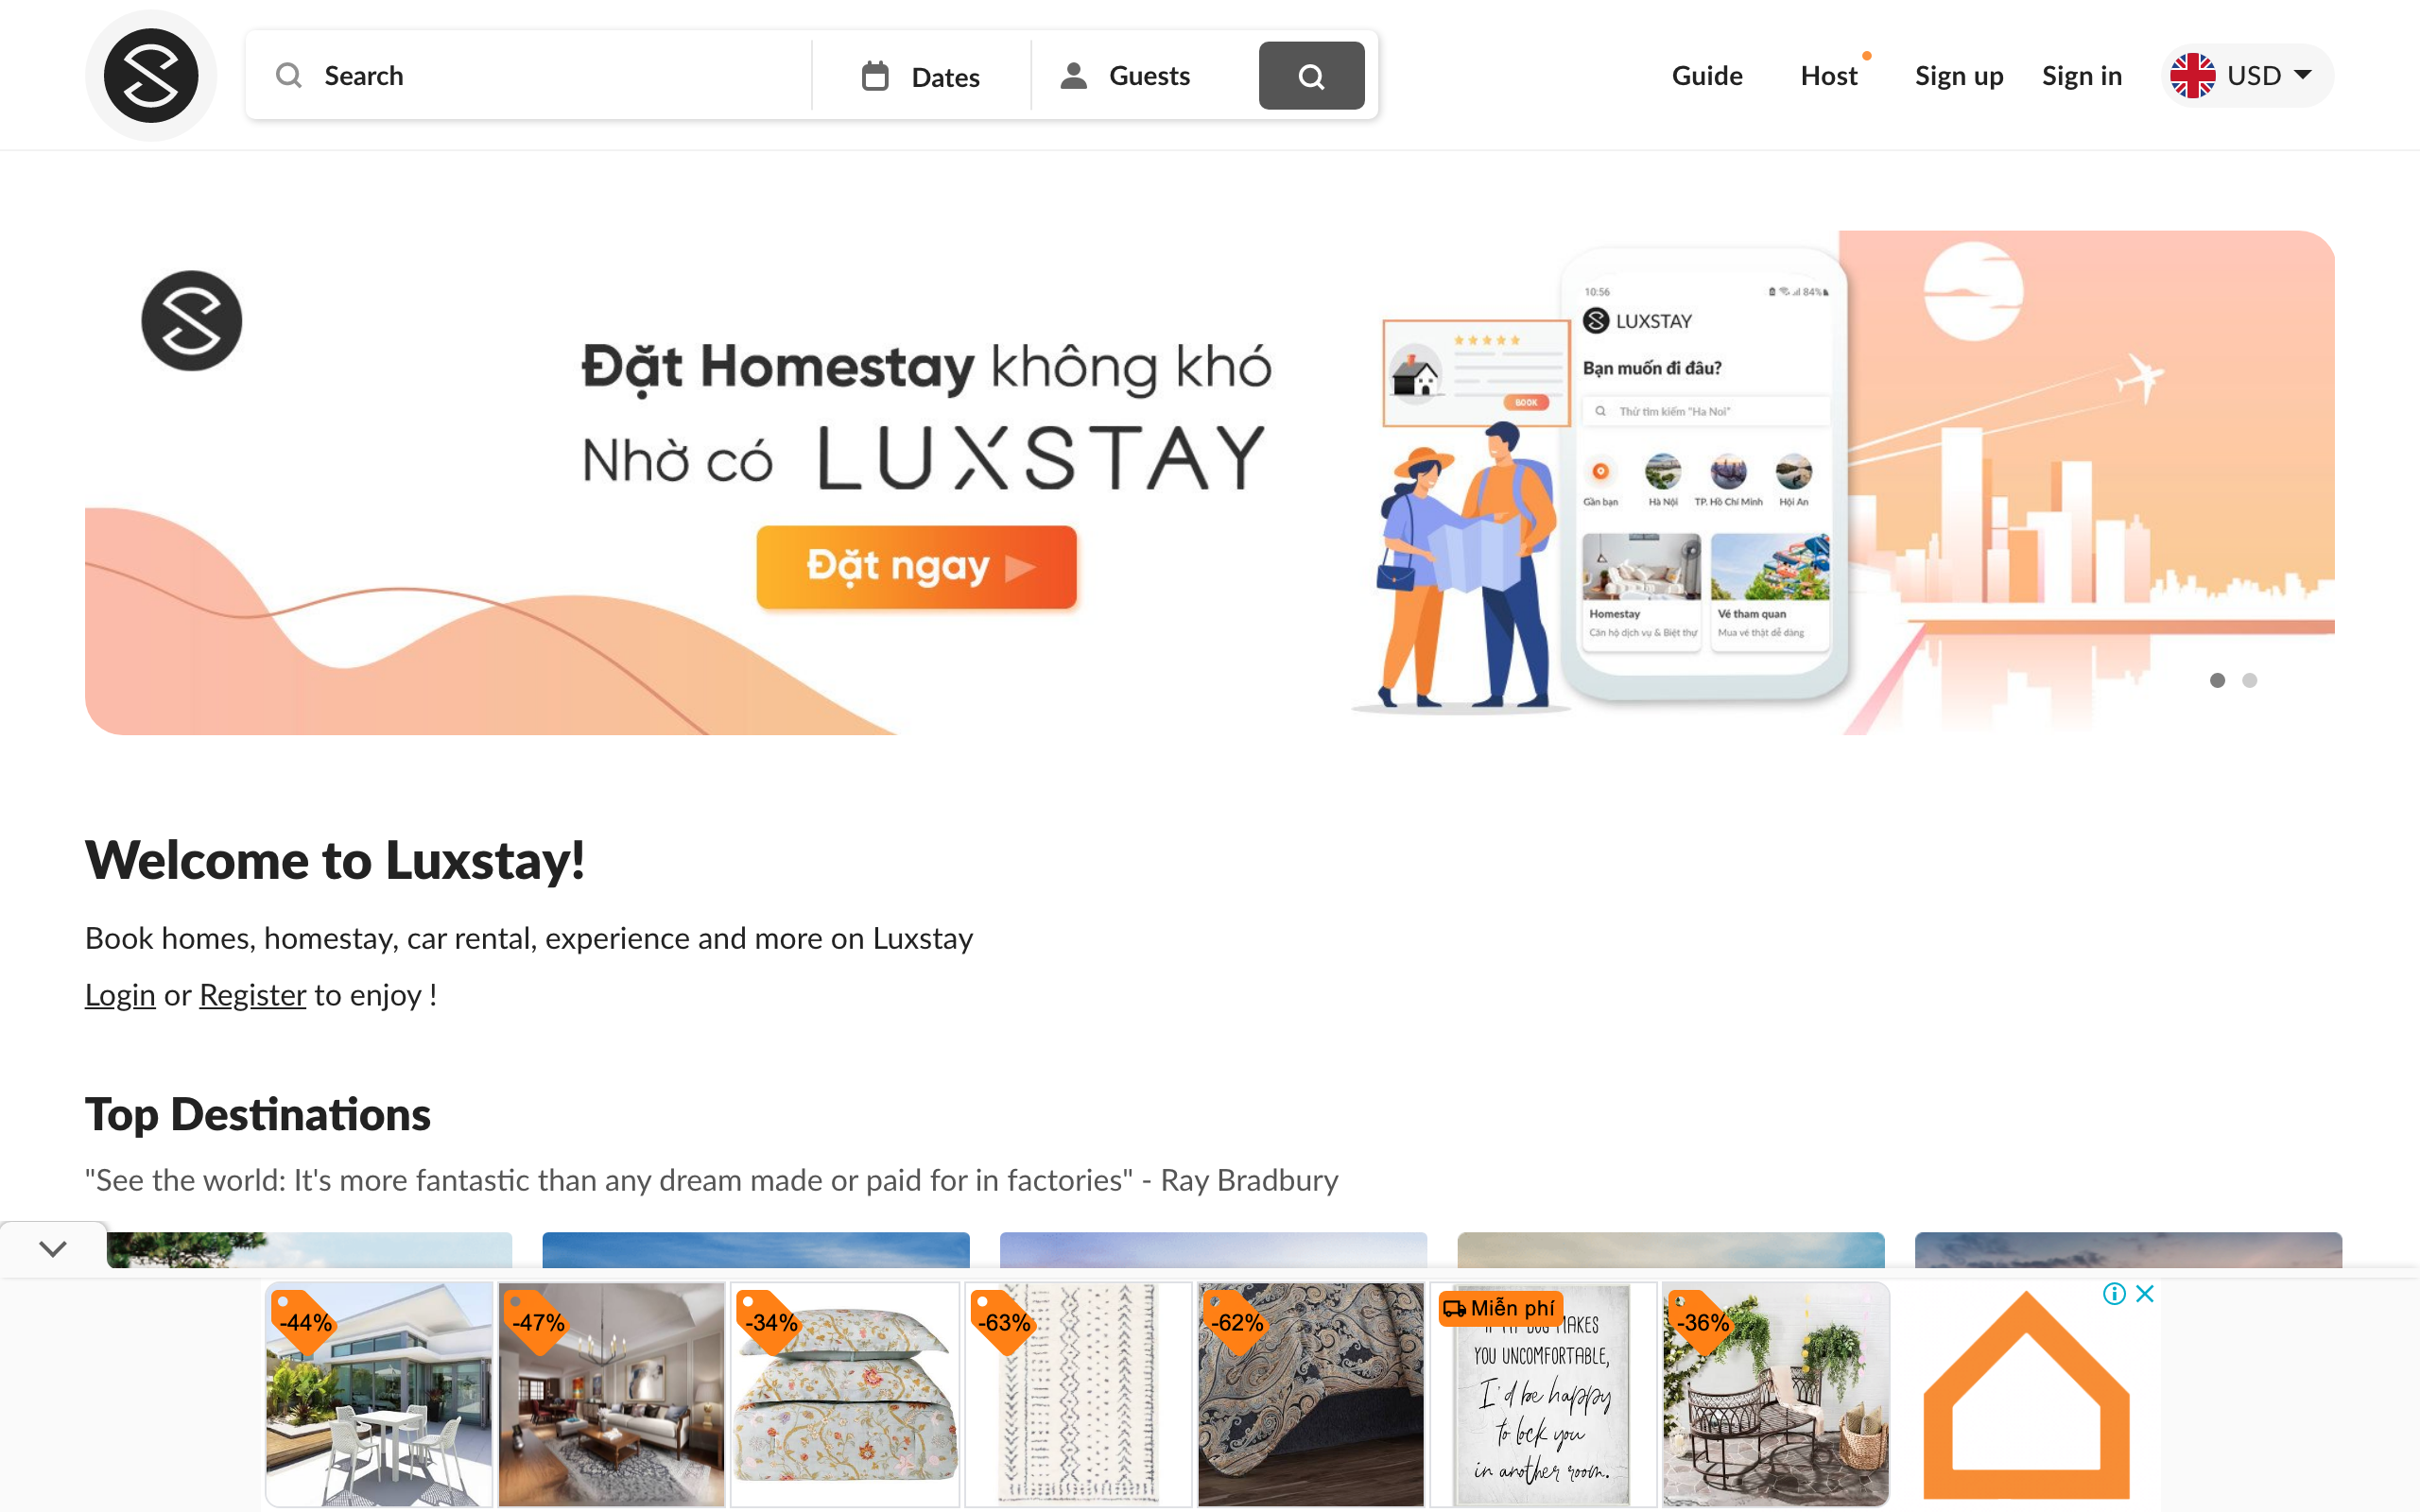 Search
Dates
Guests
Guide
Host
Sign up
Sign in
USD
Đặt Homestay không khó
Nhờ có LUXSTAY
Đặt ngay
BOOK
10:56
84%
LUXSTAY
Bạn muốn đi đâu?
Thử tìm kiếm "Ha Noi"
Gần bạn
Hà Nội
TP. Hồ Chí Minh
Hội An
Homestay
Căn hộ dịch vụ & Biệt thự
Vé tham quan
Mua vé thật dễ dàng
Welcome to Luxstay!
Book homes, homestay, car rental, experience and more on Luxstay
Login or Register to enjoy !
Top Destinations
"See the world: It's more fantastic than any dream made or paid for in factories" - Ray Bradbury
-44%
-47%
-34%
-63%
-62%
Miễn phí
MAKES
YOU UNCOMFORTABLE,
I'd be happy
to lock you
in another room.
-36%